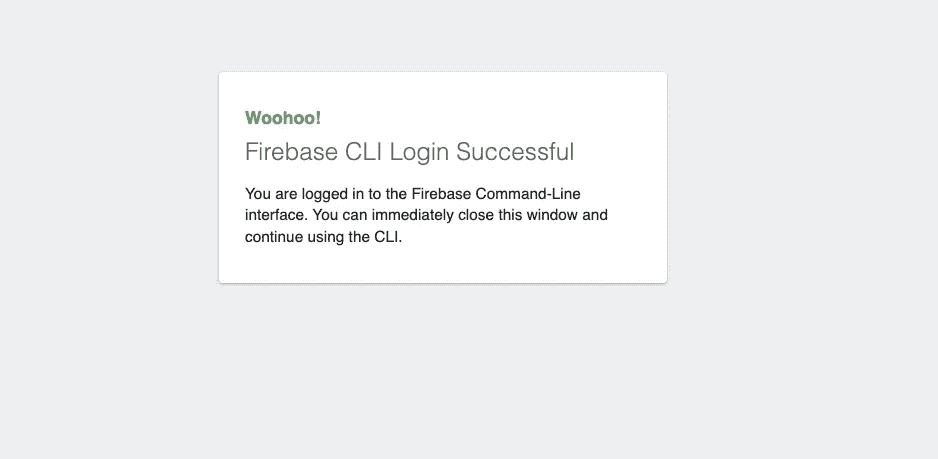 Woohoo!
Firebase CLI Login Successful
You are logged in to the Firebase Command-Line
interface. You can immediately close this window and
continue using the CLI.